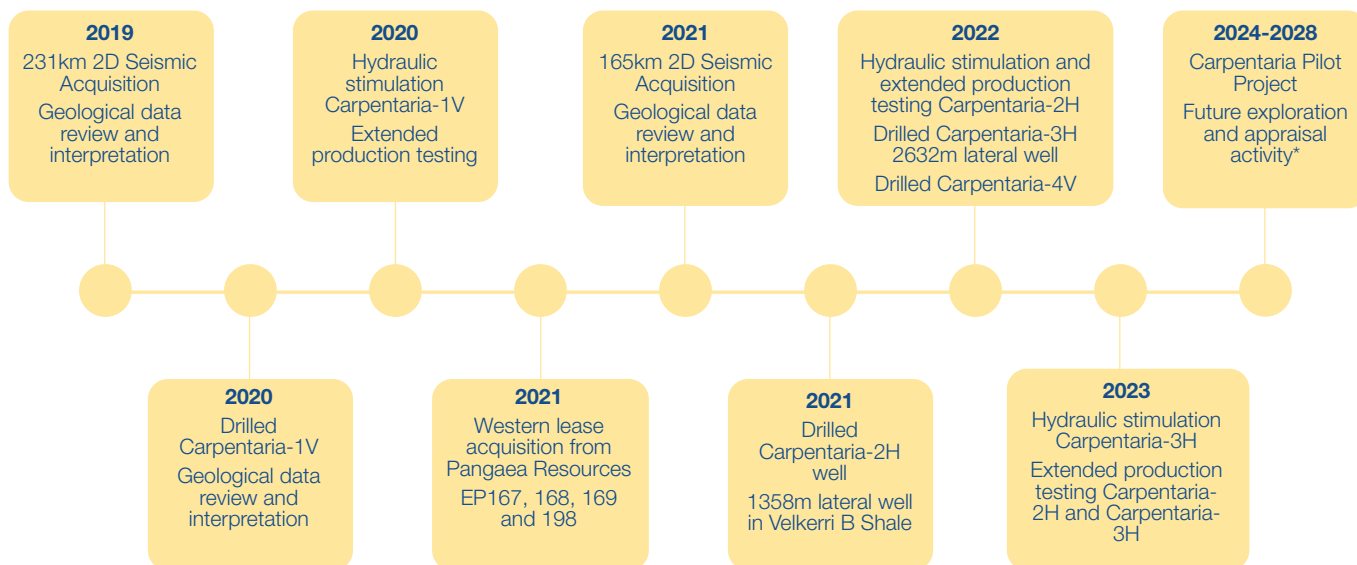 2019
231km 2D Seismic
Acquisition
Geological data
review and
interpretation
2020
Hydraulic
stimulation
Carpentaria-1V
Extended
production testing
2021
165km 2D Seismic
Acquisition
Geological data
review and
interpretation
2022
Hydraulic stimulation and
extended production
testing Carpentaria-2H
Drilled Carpentaria-3H
2632m lateral well
Drilled Carpentaria-4V
2024-2028
Carpentaria Pilot
Project
Future exploration
and appraisal
activity*
2020
Drilled
Carpentaria-1V
Geological data
review and
interpretation
2021
Western lease
acquisition from
Pangaea Resources
EP167, 168, 169
and 198
2021
Drilled
Carpentaria-2H
well
1358m lateral well
in Velkerri B Shale
2023
Hydraulic stimulation
Carpentaria-3H
Extended production
testing Carpentaria-
2H and Carpentaria-
3H